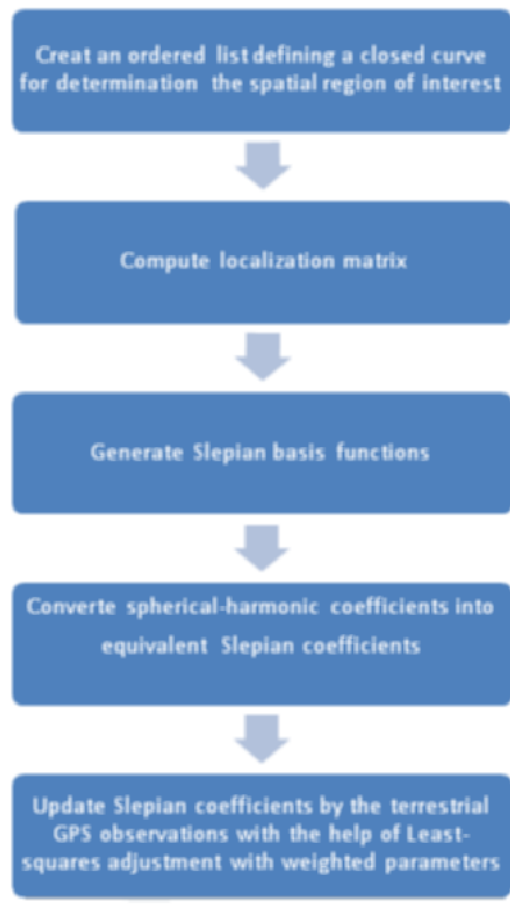 Creat an ordered list defining a closed curve
for determination the spatial region of interest
Compute localization matrix
Generate Slepian basis functions
Converte spherical-harmonic coefficients into
equivalent Slepian coefficients
Update Slepian coefficients by the terrestrial
GPS observations with the help of Least-
squares adjustment with weighted parameters